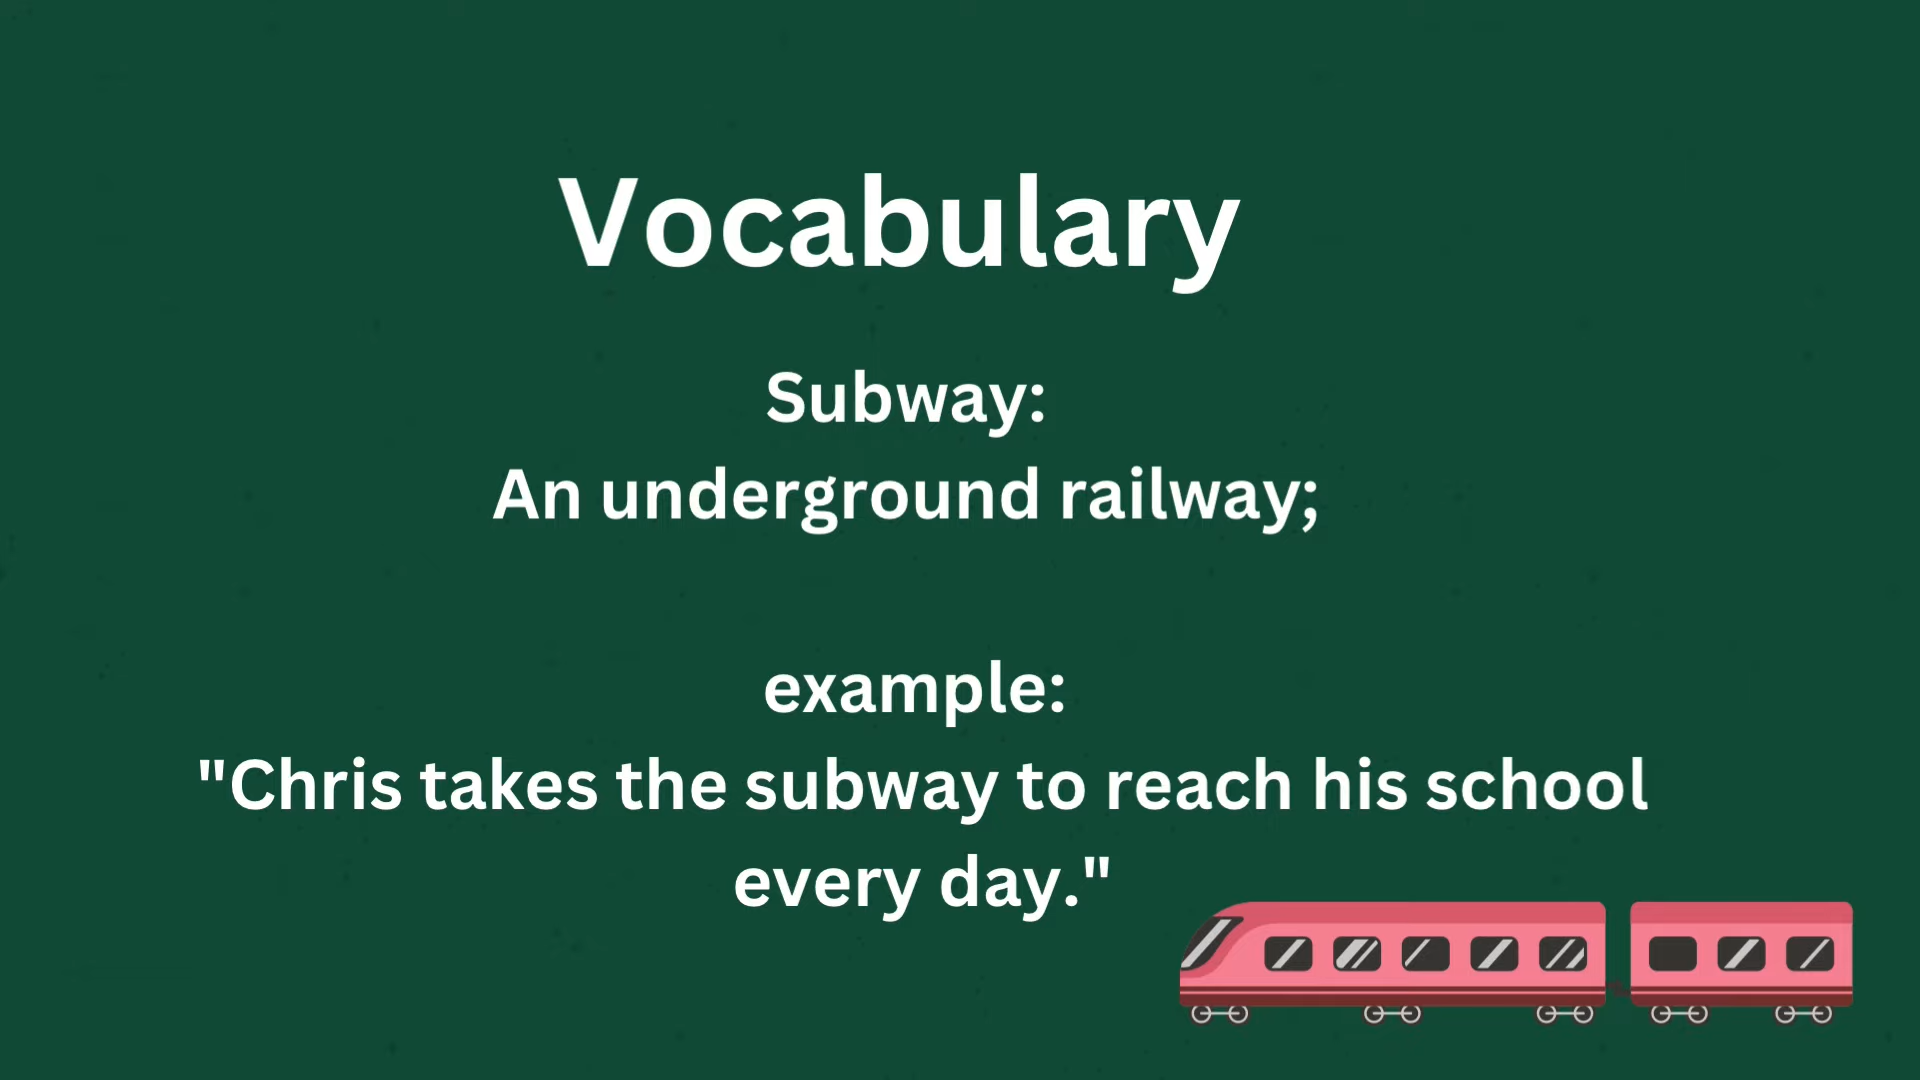 Vocabulary
Subway:
An underground railway;
example:
"Chris takes the subway to reach his school
every day."